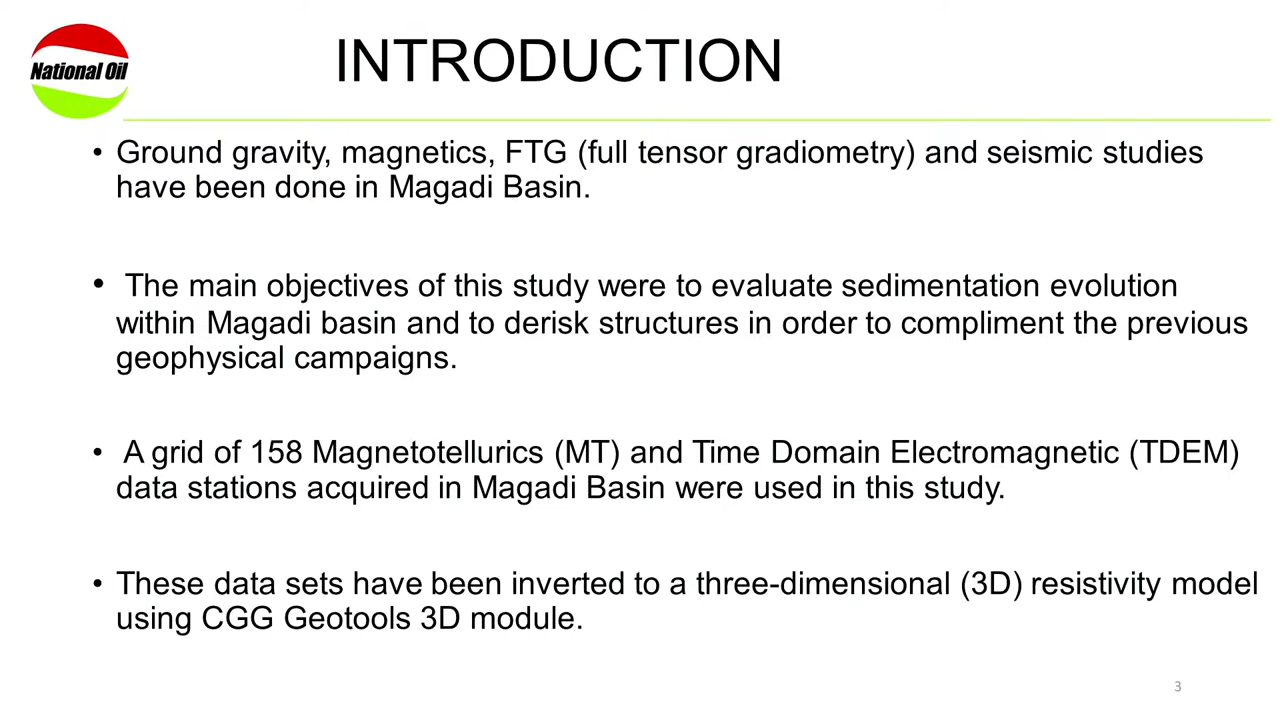 National Oil
INTRODUCTION
• Ground gravity, magnetics, FTG (full tensor gradiometry) and seismic studies
have been done in Magadi Basin.
• The main objectives of this study were to evaluate sedimentation evolution
within Magadi basin and to derisk structures in order to compliment the previous
geophysical campaigns.
• A grid of 158 Magnetotellurics (MT) and Time Domain Electromagnetic (TDEM)
data stations acquired in Magadi Basin were used in this study.
• These data sets have been inverted to a three-dimensional (3D) resistivity model
using CGG Geotools 3D module.
3